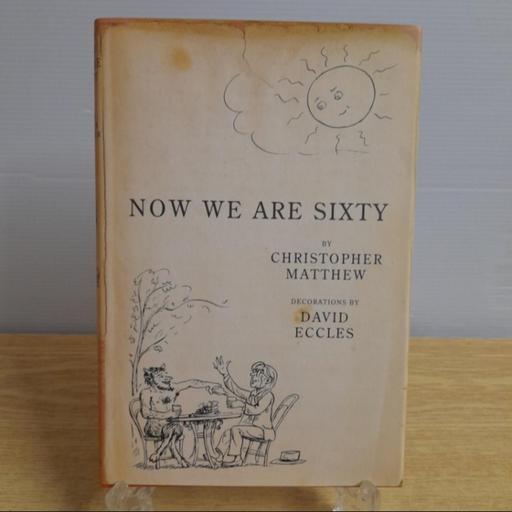 NOW WE ARE SIXTY
BY
CHRISTOPHER
MATTHEW
DECORATIONS BY
DAVID
ECCLES